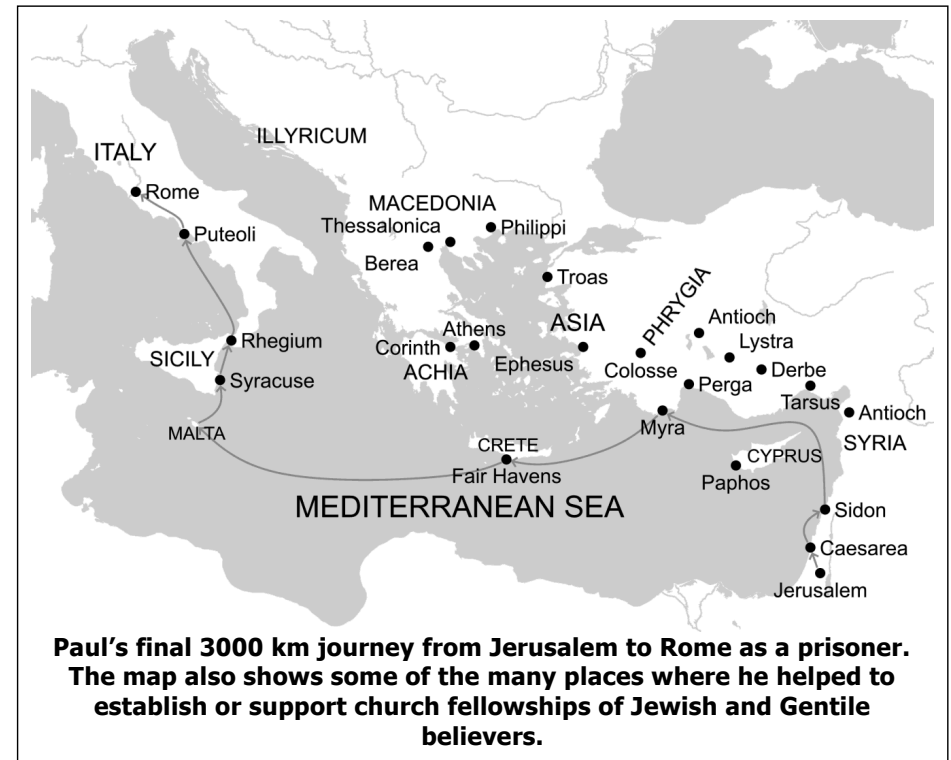 ILLYRICUM
ITALY
Rome
MACEDONIA
Thessalonica
Philippi
Puteoli
Berea
Troas
PHRYGIA
Antioch
ASIA
Athens
Lystra
Rhegium
Corinth
SICILY
Ephesus
Colosse
Derbe
ACHIA
Syracuse
Perga
Tarsus
Antioch
MALTA
Myra
SYRIA
CRETE
CYPRUS
Fair Havens
Paphos
MEDITERRANEAN SEA
Sidon
Caesarea
Jerusalem
Paul’s final 3000 km journey from Jerusalem to Rome as a prisoner.
The map also shows some of the many places where he helped to
establish or support church fellowships of Jewish and Gentile
believers.